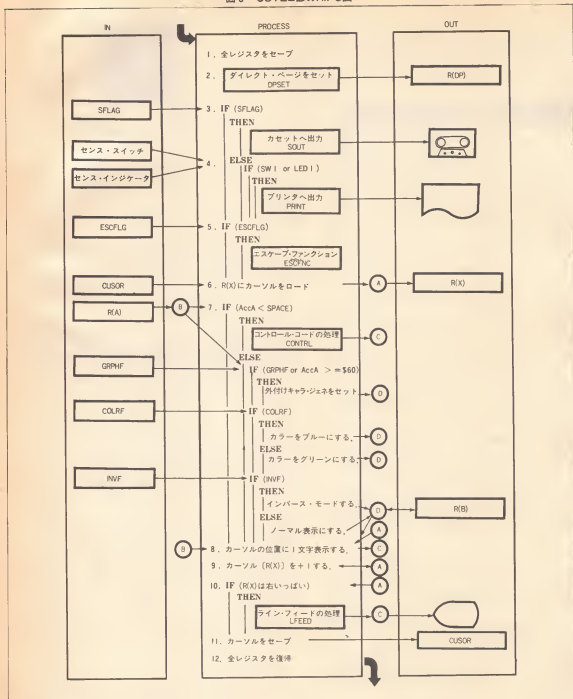 IN
PROCESS
OUT
1. 全レジスタをセーブ
2. ダイレクト・ページをセット
DPSET
R(DP)
SFLAG
3. IF (SFLAG)
THEN
カセットへ出力
SOUT
センス・スイッチ
センス・インジケータ
4. ELSE
IF (SW1 or LED1)
THEN
プリンタへ出力
PRINT
ESCFLG
5. IF (ESCFLG)
THEN
エスケープ・ファンクション
ESCFNC
CUSOR
6. R(X)にカーソルをロード
A
R(X)
R(A)
B
7. IF (AccA < SPACE)
THEN
コントロール・コードの処理
CONTRL
C
ELSE
GRPHF
IF (GRPHF or AccA > =$60)
THEN
外付けキャラ・ジェネをセット
D
COLRF
IF (COLRF)
THEN
カラーをブルーにする.
D
ELSE
カラーをグリーンにする.
D
INVF
IF (INVF)
THEN
インバース・モードする.
D
R(B)
ELSE
ノーマル表示にする.
A
B
8. カーソルの位置に1文字表示する.
C
9. カーソル (R(X)) を+1する.
A
10. IF (R(X)は右いっぱい)
A
THEN
ライン・フィードの処理
LFEED
C
11. カーソルをセーブ
CUSOR
12. 全レジスタを復帰